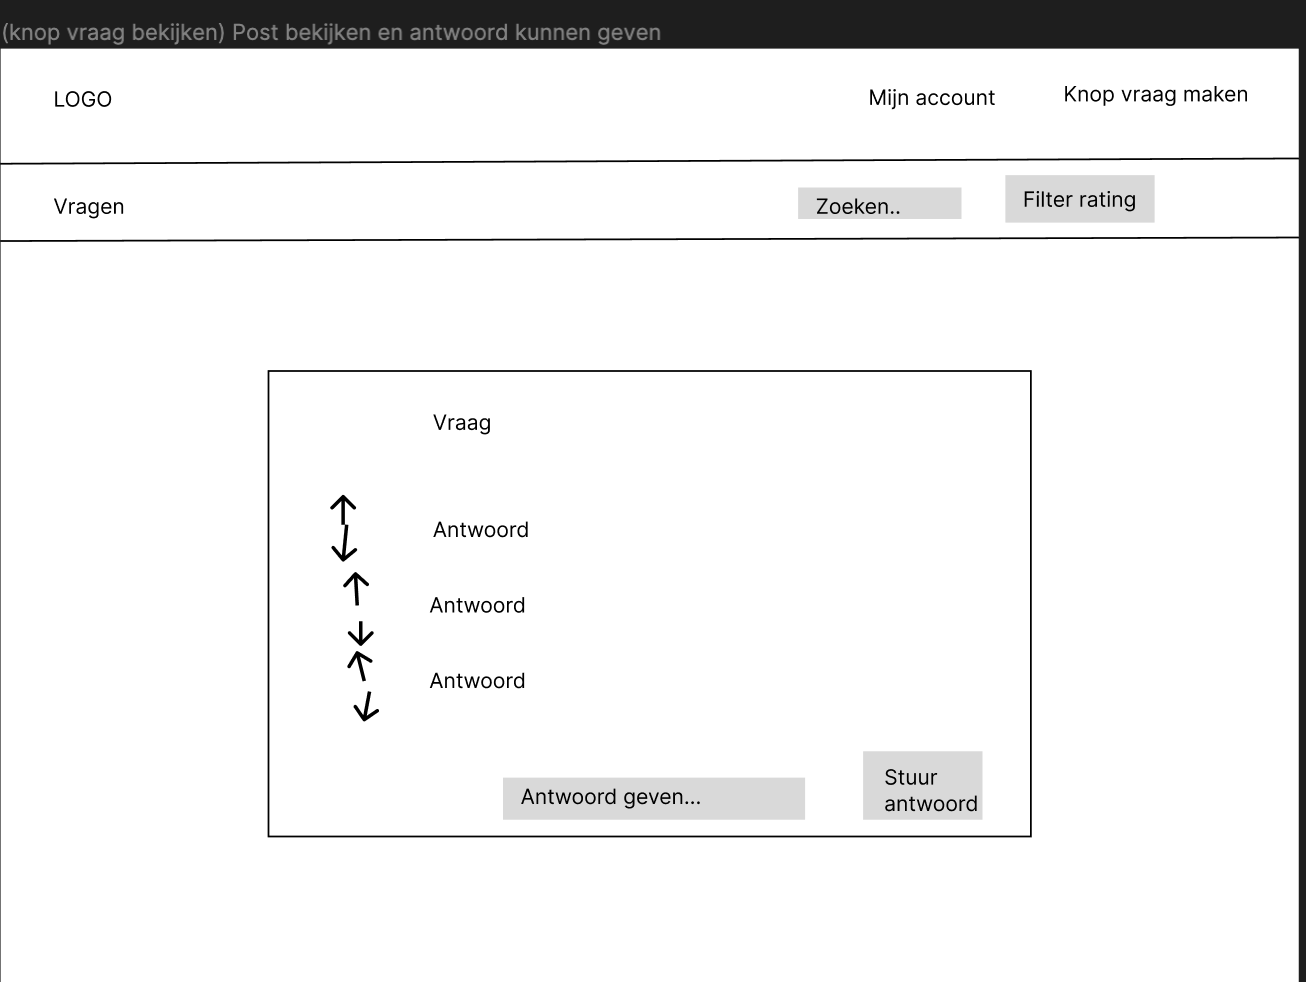 (knop vraag bekijken) Post bekijken en antwoord kunnen geven
LOGO
Mijn account
Knop vraag maken
Vragen
Zoeken..
Filter rating
Vraag
Antwoord
Antwoord
Antwoord
Antwoord geven...
Stuur
antwoord